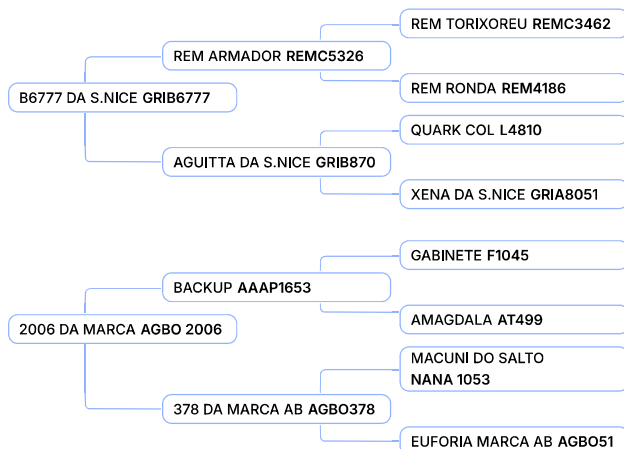 REM TORIXOREU REMC3462
REM ARMADOR REMC5326
REM RONDA REM4186
B6777 DA S.NICE GRIB6777
QUARK COL L4810
AGUITTA DA S.NICE GRIB870
XENA DA S.NICE GRIA8051
GABINETE F1045
BACKUP AAAP1653
AMAGDALA AT499
2006 DA MARCA AGBO 2006
MACUNI DO SALTO
NANA 1053
378 DA MARCA AB AGBO378
EUFORIA MARCA AB AGBO51